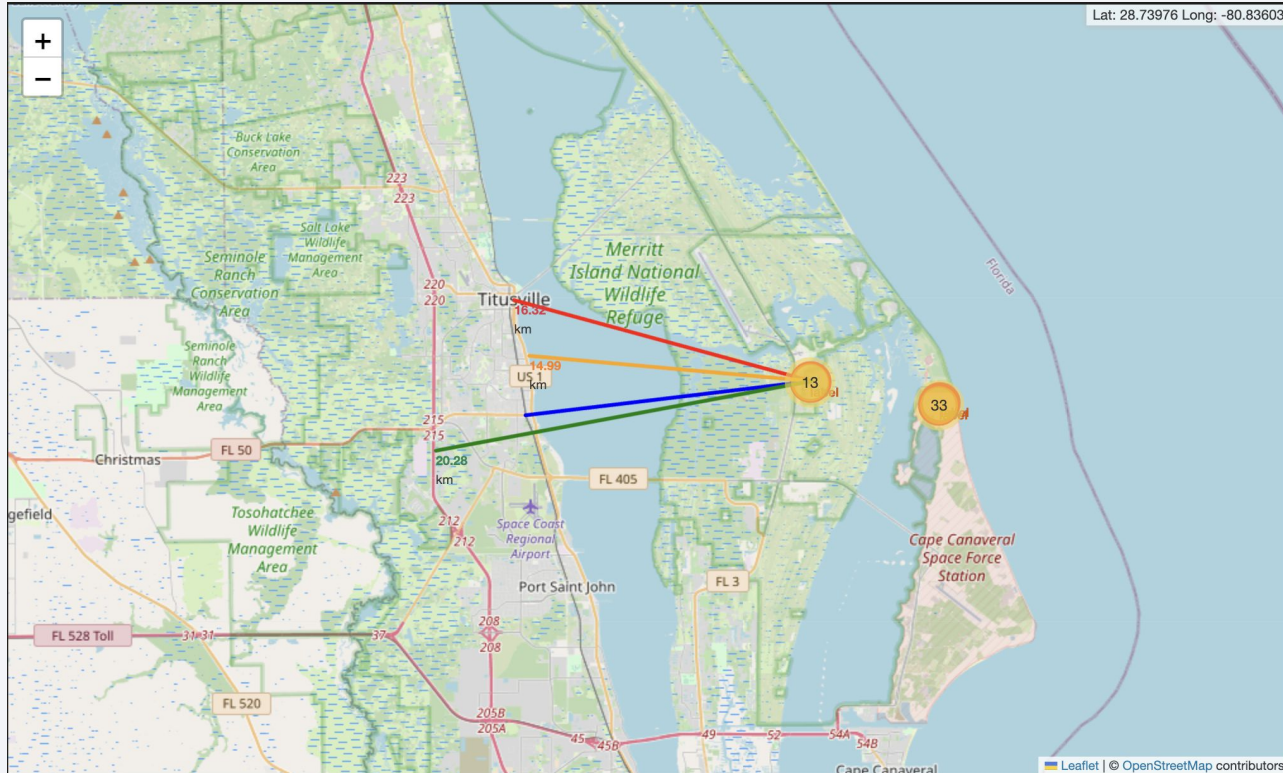 Lat: 28.73976 Long: -80.83603
+
−
Buck Lake
Conservation
Area
223
223
Salt Lake
Wildlife
Management
Area
Seminole
Ranch
Conservation
Area
Merritt
Island National
Wildlife
Refuge
Florida
220
220
Titusville
16.32
km
Seminole
Ranch
Wildlife
Management
Area
14.99
km
US 1
13
33
215
215
FL 50
Christmas
20.28
km
FL 405
gefield
Tosohatchee
Wildlife
Management
Area
212
212
Space Coast
Regional
Airport
Cape Canaveral
Space Force
Station
Port Saint John
FL 3
FL 528 Toll
31 31
37
208
208
FL 520
205B
205A
45
45B
49
52
54A
54B
Cape Canaveral
Leaflet | © OpenStreetMap contributors